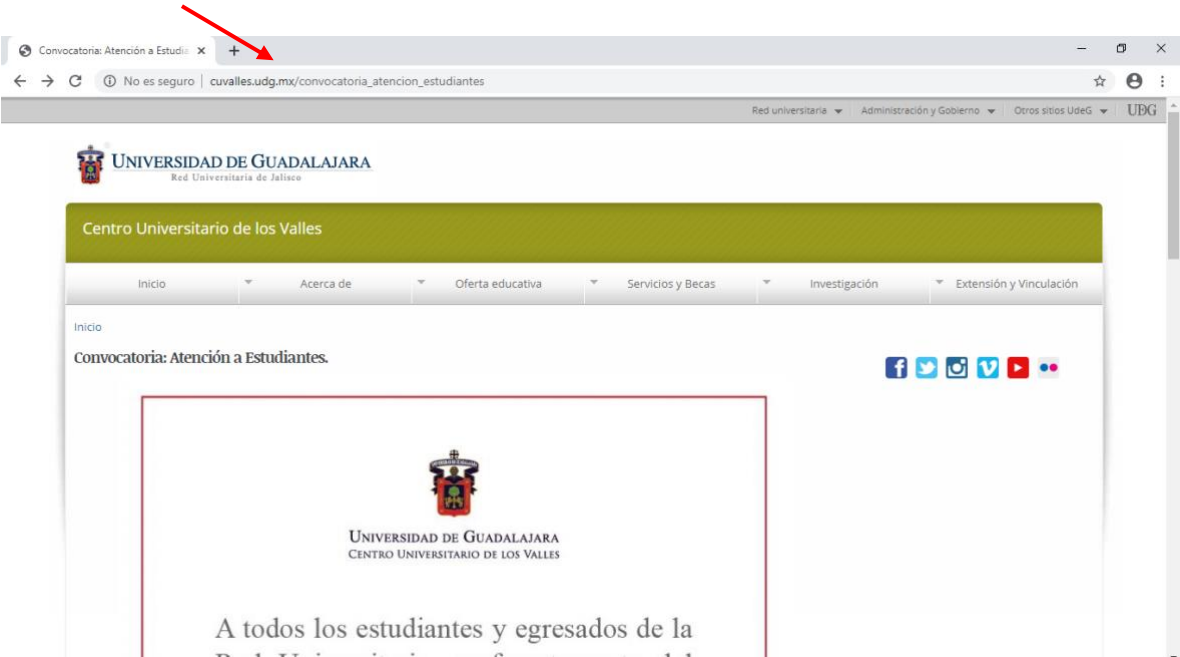 Convocatoria: Atención a Estudia
No es seguro | cuvalles.udg.mx/convocatoria_atencion_estudiantes
Red universitaria Administración y Gobierno Otros sitios UdeG UDG
UNIVERSIDAD DE GUADALAJARA
Red Universitaria de Jalisco
Centro Universitario de los Valles
Inicio Acerca de Oferta educativa Servicios y Becas Investigación Extensión y Vinculación
Inicio
Convocatoria: Atención a Estudiantes.
UNIVERSIDAD DE GUADALAJARA
CENTRO UNIVERSITARIO DE LOS VALLES
A todos los estudiantes y egresados de la